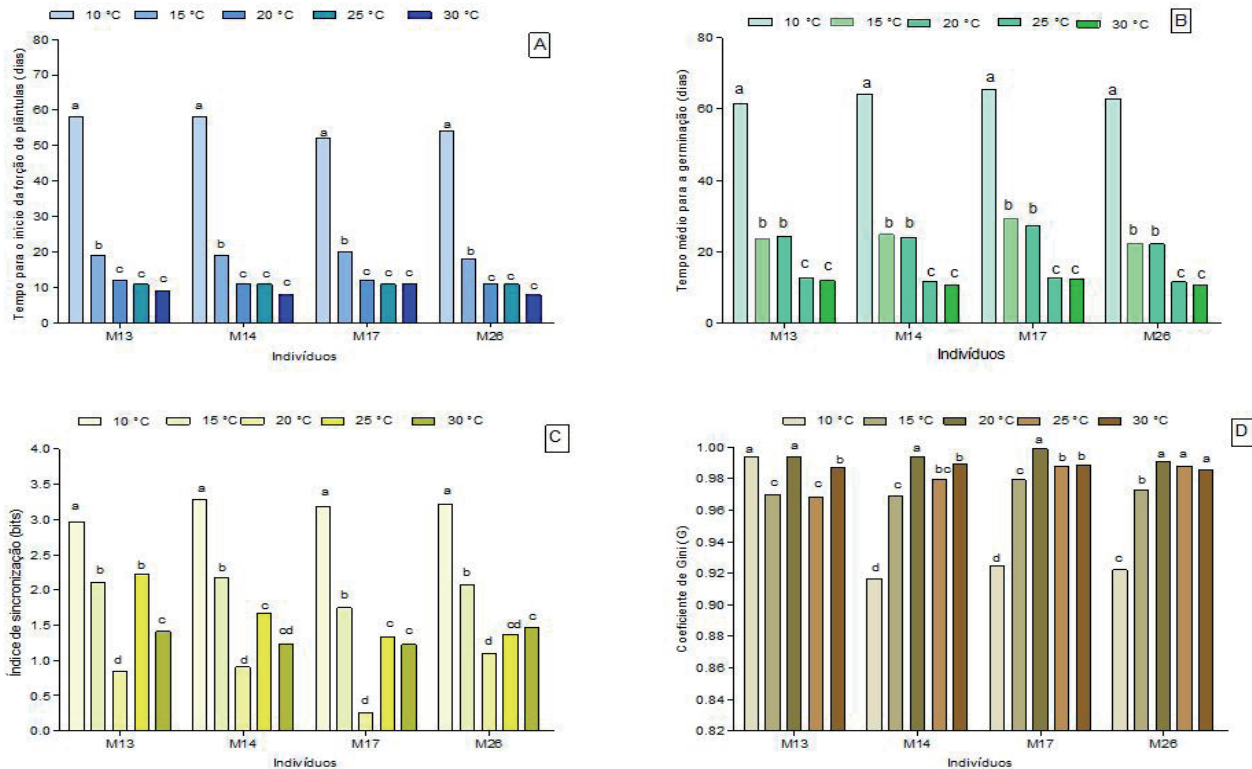 10 °C 15 °C 20 °C 25 °C 30 °C
A
Tempo para o início da forção de plântulas (dias)
80
70
60
50
40
30
20
10
0
a b c c c
a b c c c
a b c c c
a b c c c
M13 M14 M17 M26
Indivíduos
10 °C 15 °C 20 °C 25 °C 30 °C
B
Tempo médio para a germinação (dias)
80
60
40
20
0
a b b c c
a b b c c
a b b c c
a b b c c
M13 M14 M17 M26
Indivíduos
10 °C 15 °C 20 °C 25 °C 30 °C
C
Índice de sincronização (bits)
4.0
3.5
3.0
2.5
2.0
1.5
1.0
0.5
0.0
a b d b c
a b d c cd
a b d c c
a b d cd c
M13 M14 M17 M26
Indivíduos
10 °C 15 °C 20 °C 25 °C 30 °C
D
Coeficiente de Gini (G)
1.00
0.98
0.96
0.94
0.92
0.90
0.88
0.86
0.84
0.82
a c a c b
d c a bc b
d c a b b
c b a a a
M13 M14 M17 M26
Indivíduos